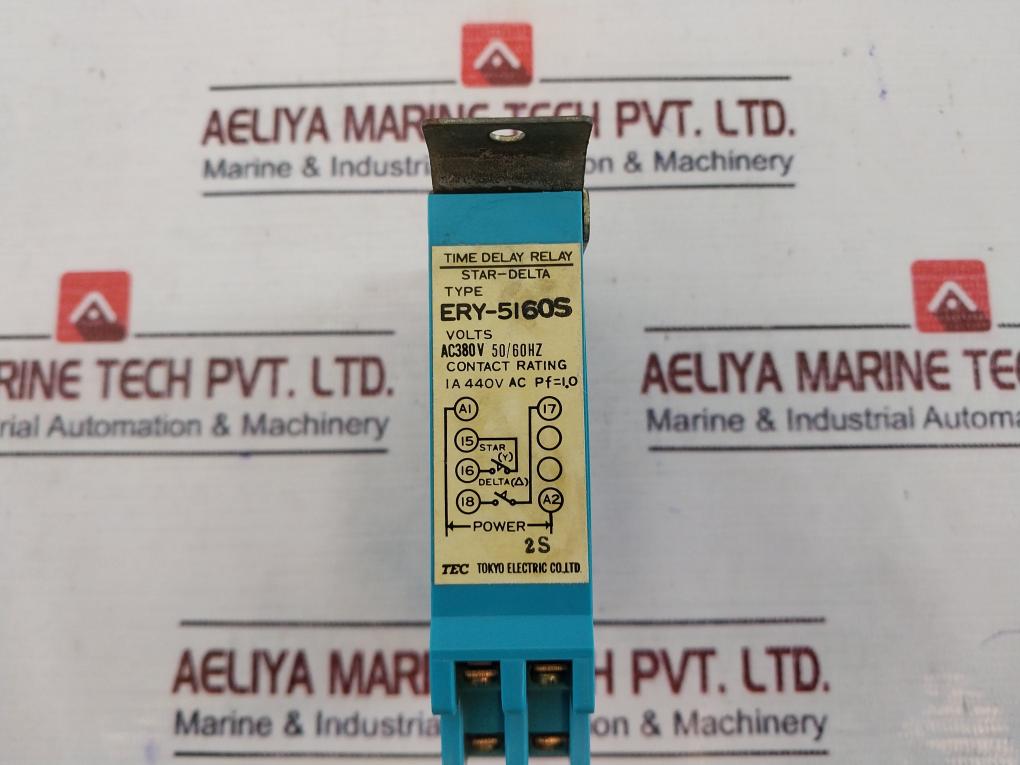 AELIYA MARIN TECH PVT. LTD.
Marine & Industri on & Machinery
TIME DELAY RELAY
STAR-DELTA
TYPE
ERY-5160S
VOLTS
AC380V 50/60HZ
CONTACT RATING
1A 440V AC Pf=1.0
A1 17
15 STAR
(Y)
16
DELTA(Δ)
18 A2
POWER
2S
TEC TOKYO ELECTRIC CO.,LTD.
RINE TECH PVT. LTD.
rial Automation & Machinery
AELIYA MARINE TE
Marine & Industrial Automa
AELIYA MARI PVT. LTD.
Marine & Industrial on & Machinery